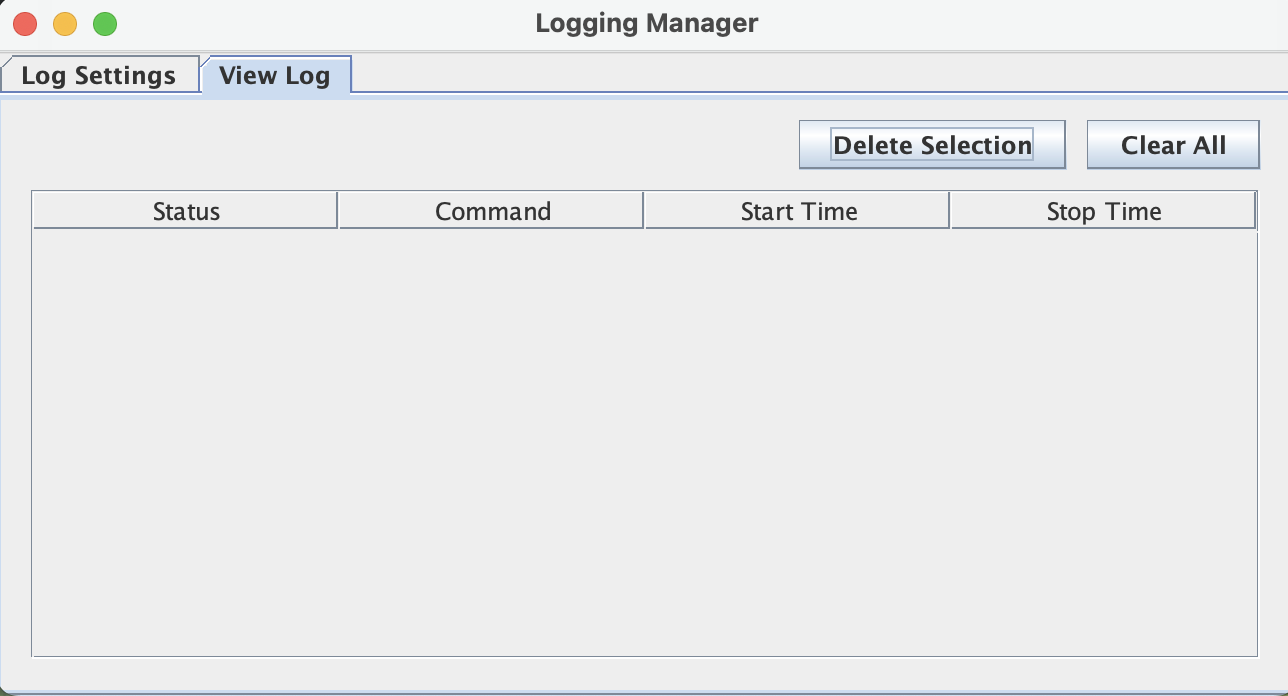 Logging Manager
Log Settings View Log
Delete Selection Clear All
Status Command Start Time Stop Time